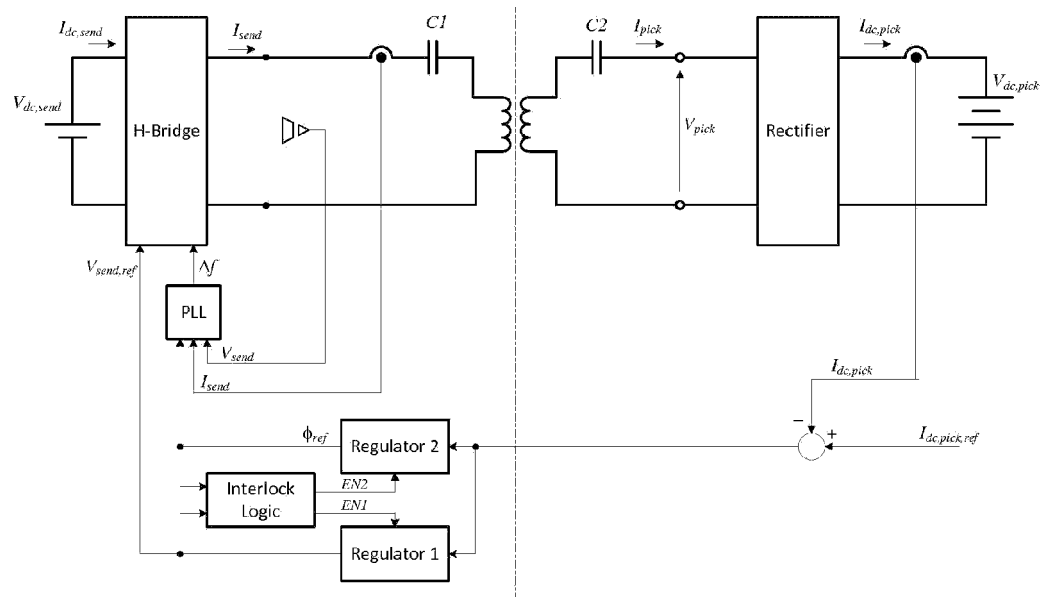 I_dc,send
I_send
C1
C2
I_pick
I_dc,pick
V_dc,send
H-Bridge
V_pick
Rectifier
V_dc,pick
V_send,ref
Λf
PLL
V_send
I_send
I_dc,pick
ϕ_ref
Regulator 2
−
+
I_dc,pick,ref
Interlock
Logic
EN2
EN1
Regulator 1